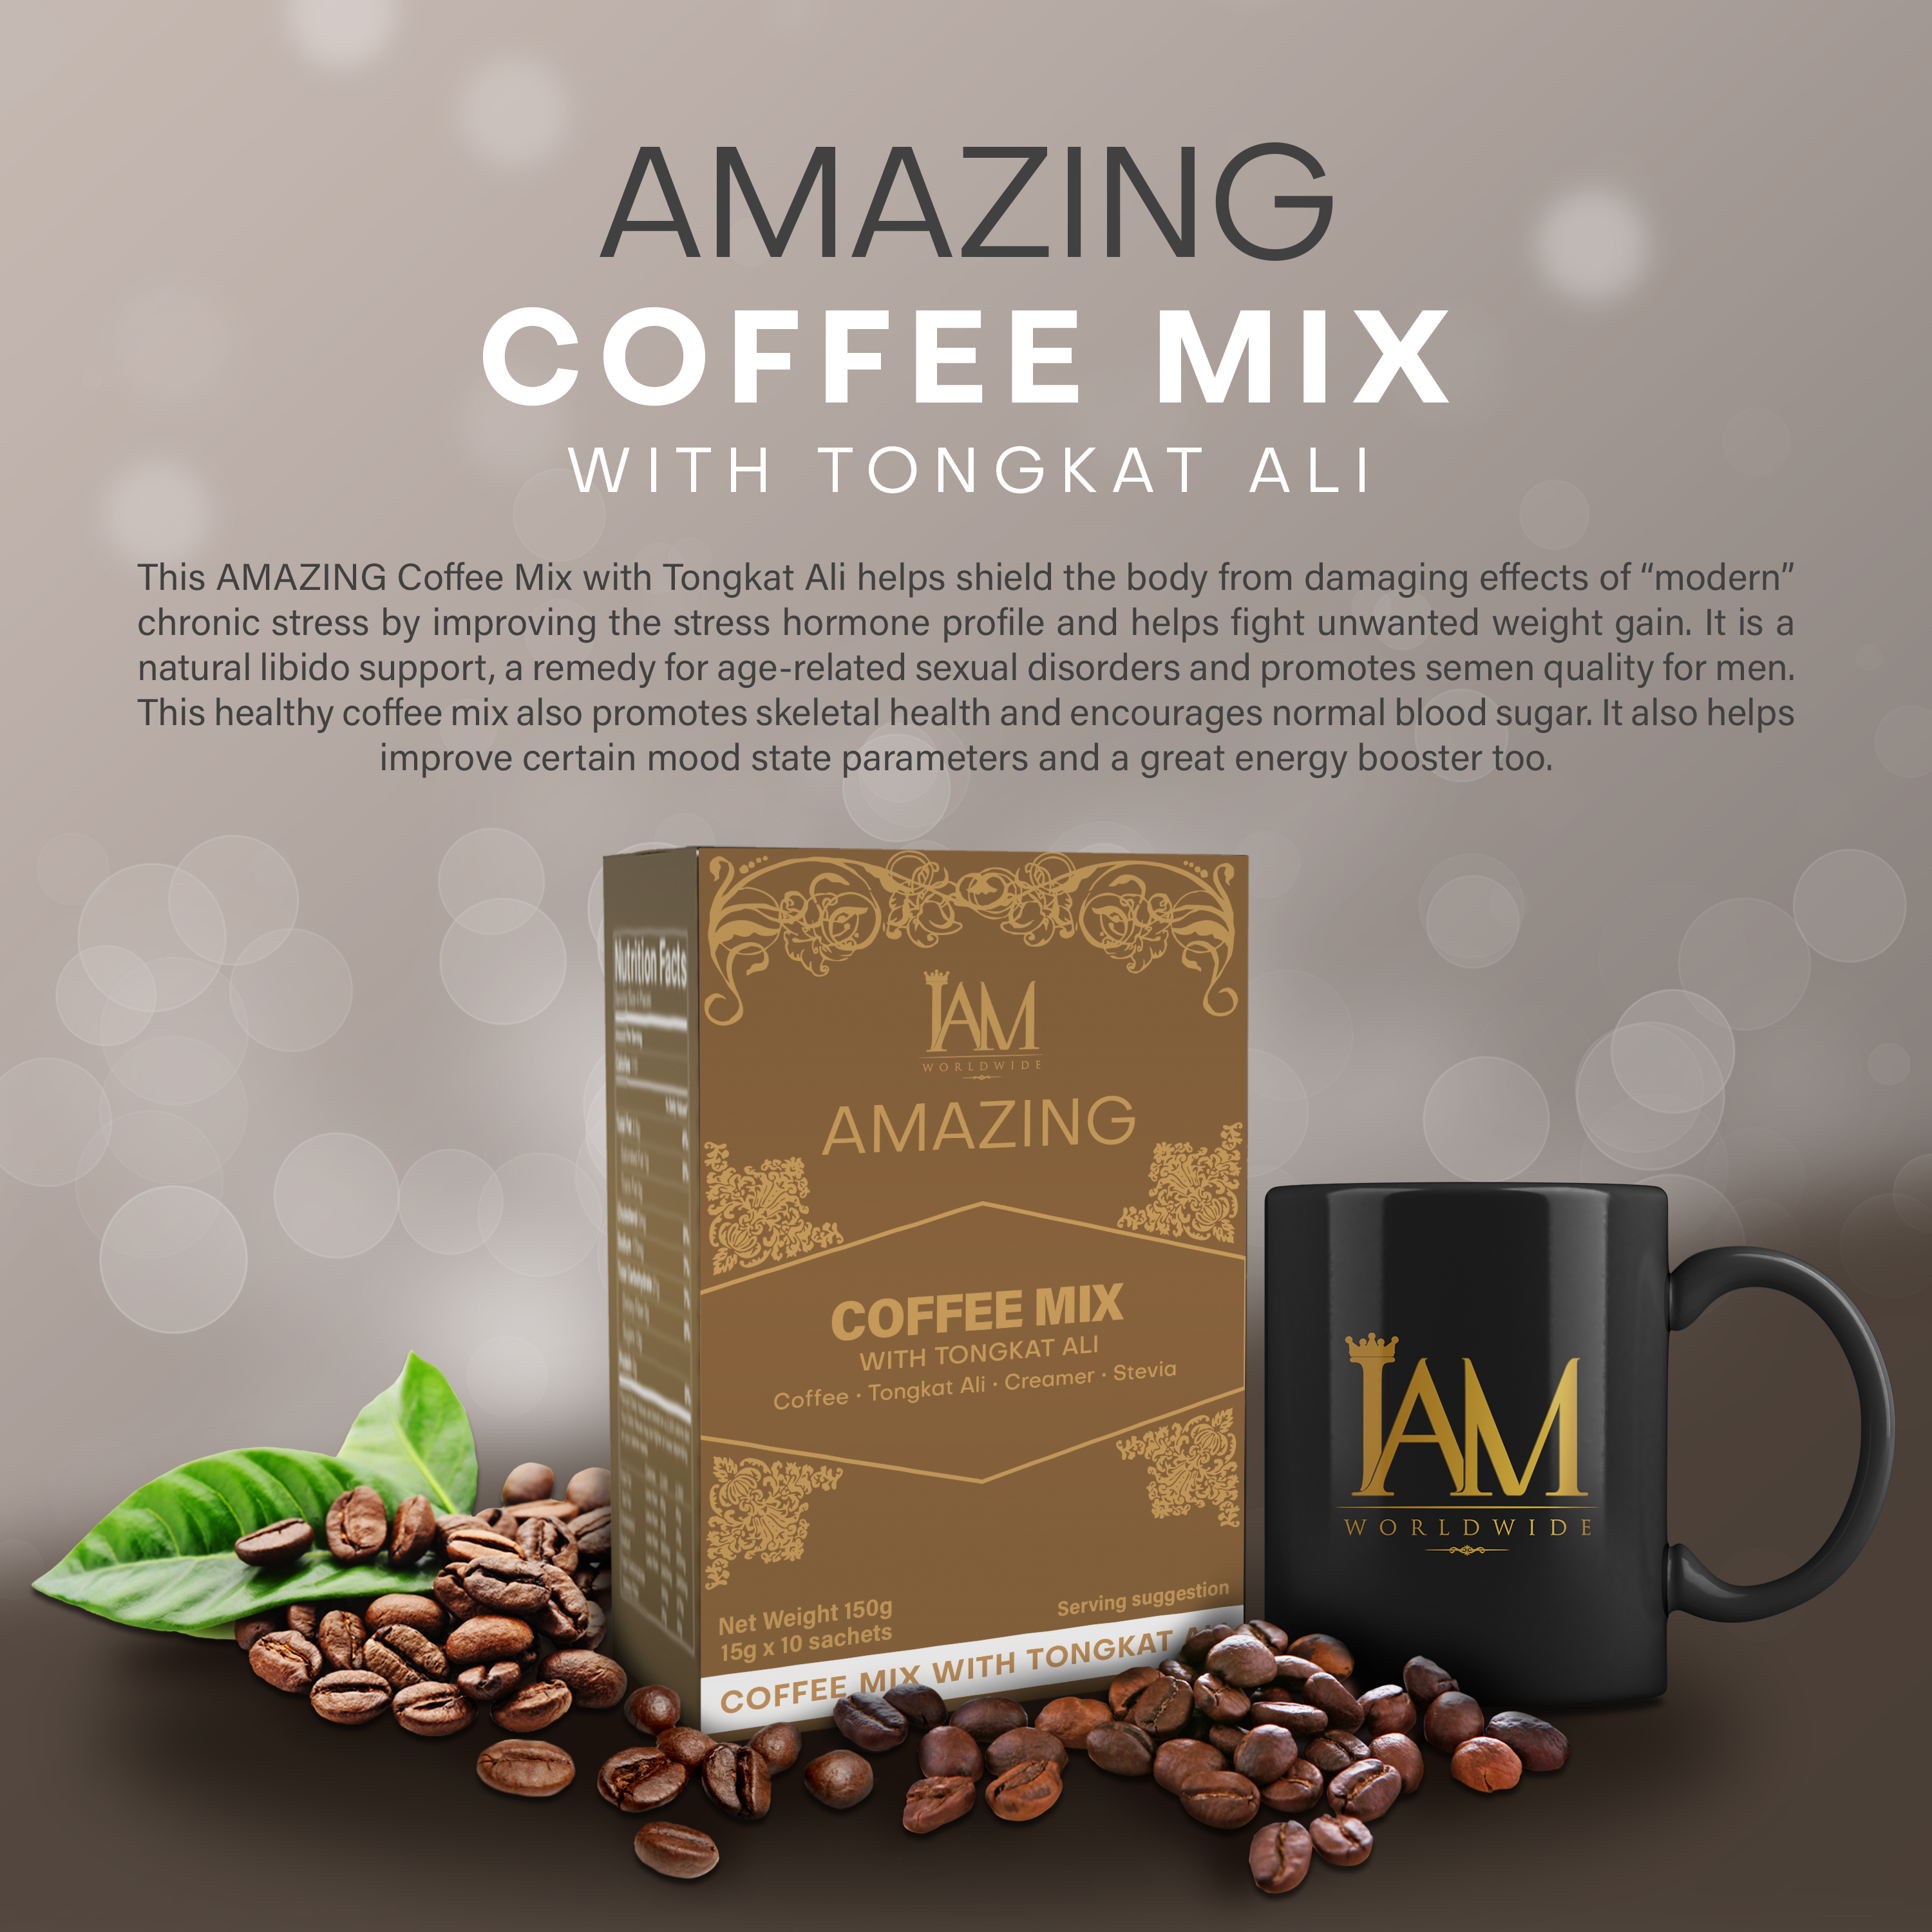 AMAZING
COFFEE MIX
WITH TONGKAT ALI
This AMAZING Coffee Mix with Tongkat Ali helps shield the body from damaging effects of “modern”
chronic stress by improving the stress hormone profile and helps fight unwanted weight gain. It is a
natural libido support, a remedy for age-related sexual disorders and promotes semen quality for men.
This healthy coffee mix also promotes skeletal health and encourages normal blood sugar. It also helps
improve certain mood state parameters and a great energy booster too.
Nutrition Facts
IAM
WORLDWIDE
AMAZING
COFFEE MIX
WITH TONGKAT ALI
Coffee · Tongkat Ali · Creamer · Stevia
Net Weight 150g
15g x 10 sachets
Serving suggestion
COFFEE MIX WITH TONGKAT
IAM
WORLDWIDE